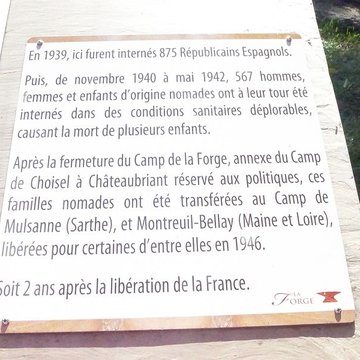 En 1939, ici furent internés 875 Républicains Espagnols.
Puis, de novembre 1940 à mai 1942, 567 hommes,
femmes et enfants d'origine nomades ont à leur tour été
internés dans des conditions sanitaires déplorables,
causant la mort de plusieurs enfants.
Après la fermeture du Camp de la Forge, annexe du Camp
de Choisel à Châteaubriant réservé aux politiques, ces
familles nomades ont été transférées au Camp de
Mulsanne (Sarthe), et Montreuil-Bellay (Maine et Loire),
libérées pour certaines d'entre elles en 1946.
Soit 2 ans après la libération de la France.
LA
FORGE